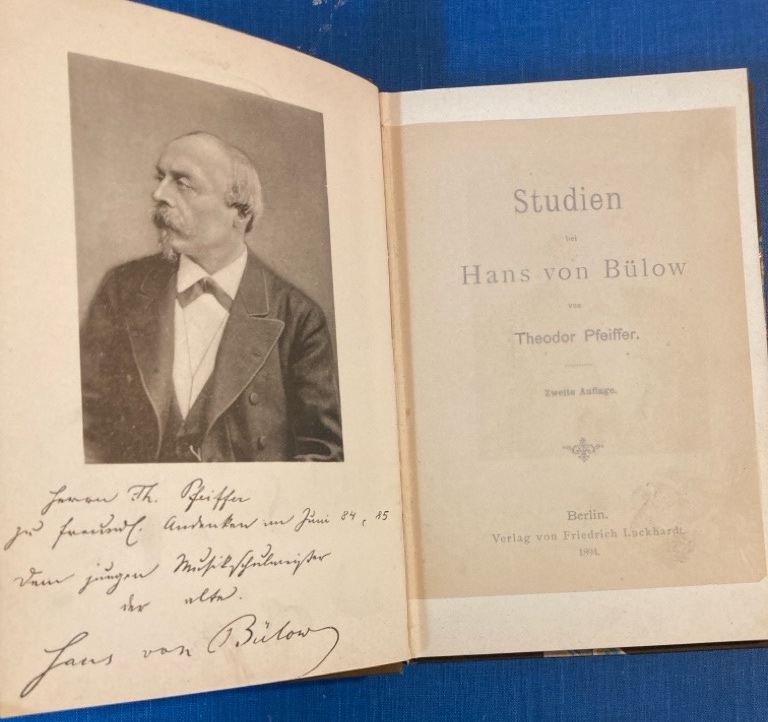 Herrn Th. Pfeiffer
zu freundl. Andenken im Juni 84, 85
Dem jungen Musikschulmeister
der alte.
Hans von Bülow
Studien
bei
Hans von Bülow
von
Theodor Pfeiffer.
Zweite Auflage.
Berlin.
Verlag von Friedrich Luckhardt.
1894.